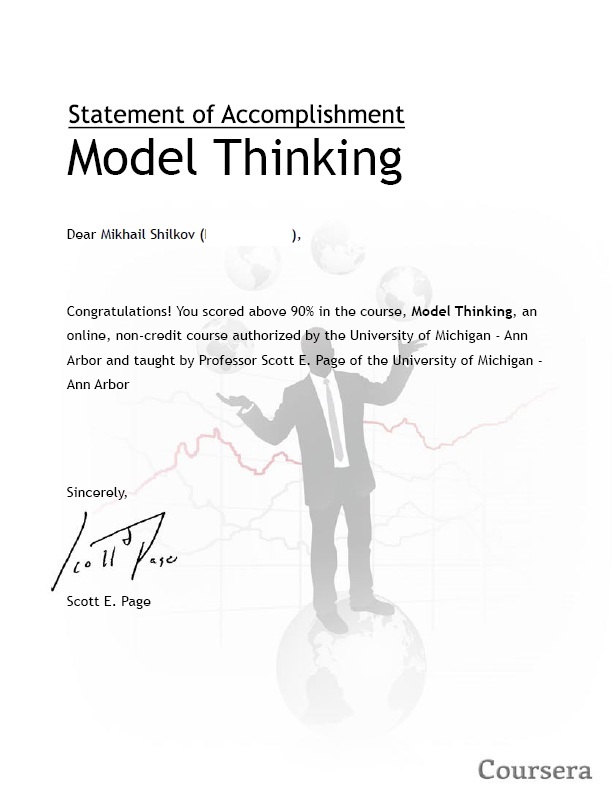 Statement of Accomplishment
Model Thinking
Dear Mikhail Shilkov ( ),
Congratulations! You scored above 90% in the course, Model Thinking, an
online, non-credit course authorized by the University of Michigan - Ann
Arbor and taught by Professor Scott E. Page of the University of Michigan -
Ann Arbor
Sincerely,
Scott Page
Scott E. Page
Coursera